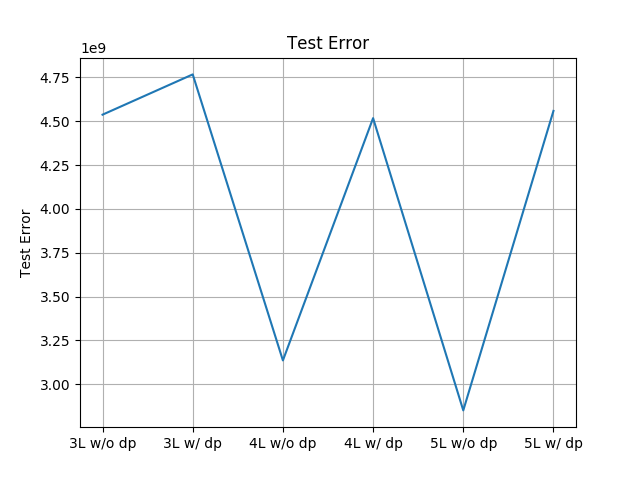 Test Error
1e9
4.75
4.50
4.25
4.00
3.75
3.50
3.25
3.00
Test Error
3L w/o dp 3L w/ dp 4L w/o dp 4L w/ dp 5L w/o dp 5L w/ dp